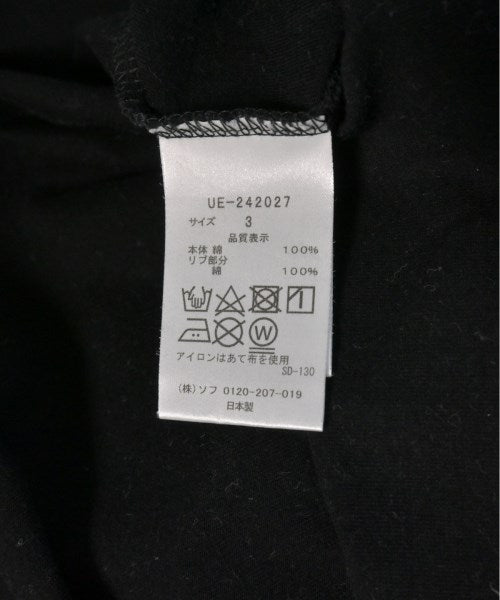 UE-242027
サイズ 3
品質表示
本体 綿 100%
リブ部分
綿 100%
W
アイロンはあて布を使用
SD-130
(株)ソフ 0120-207-019
日本製